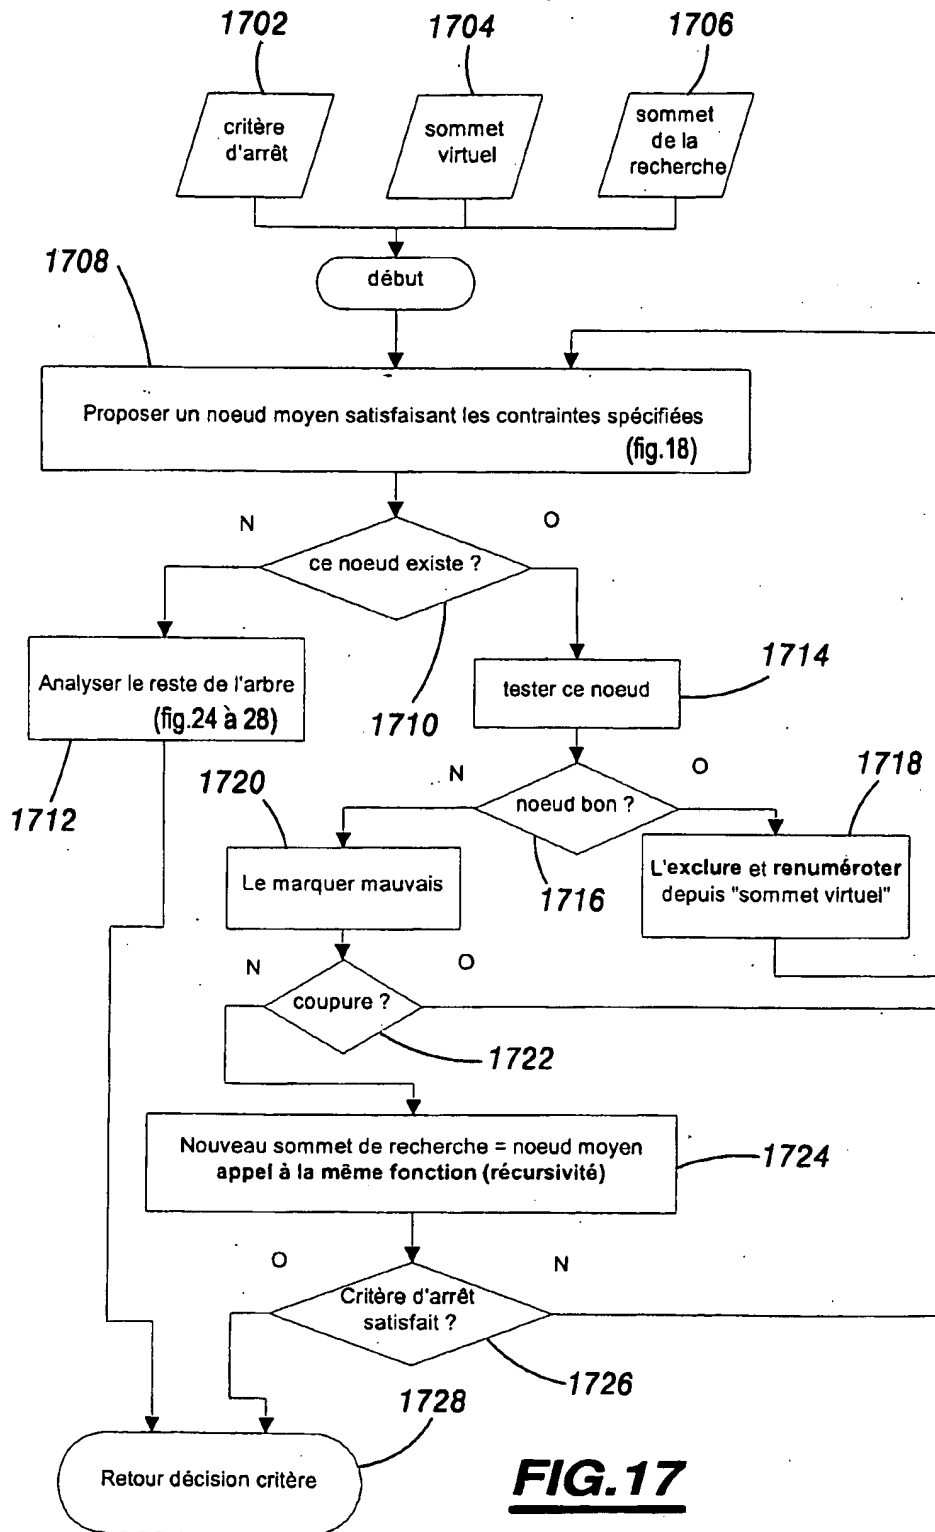 1702
1704
1706
critère
d'arrêt
sommet
virtuel
sommet
de la
recherche
1708
début
Proposer un noeud moyen satisfaisant les contraintes spécifiées
(fig.18)
N
O
ce noeud existe ?
1710
Analyser le reste de l'arbre
(fig.24 à 28)
1712
1714
tester ce noeud
N
O
noeud bon ?
1716
1718
L'exclure et renuméroter
depuis "sommet virtuel"
1720
Le marquer mauvais
N
O
coupure ?
1722
Nouveau sommet de recherche = noeud moyen
appel à la même fonction (récursivité)
1724
O
N
Critère d'arrêt
satisfait ?
1726
1728
Retour décision critère
FIG.17